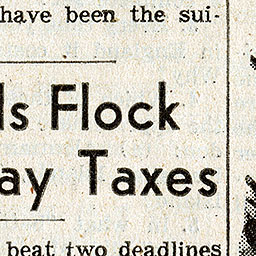 have been the sui-
ls Flock
ay Taxes
beat two deadlines